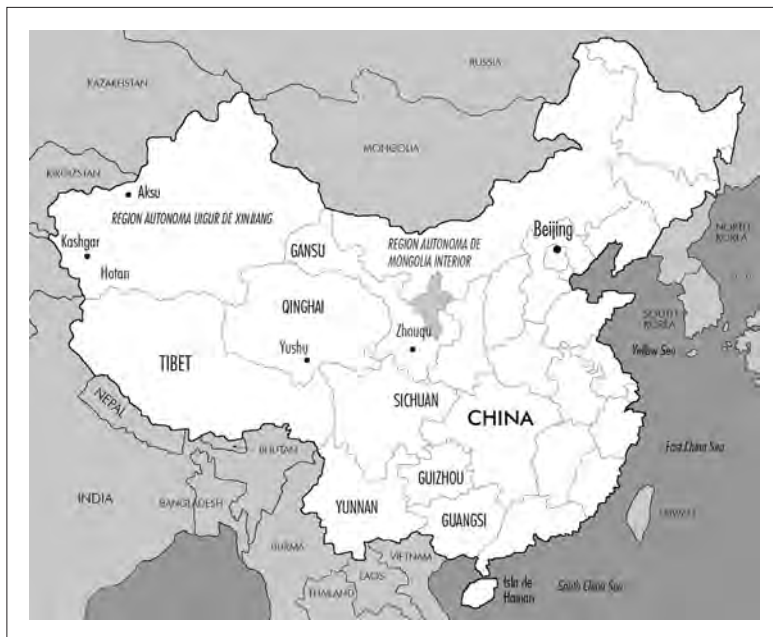 RUSSIA
KAZAKHSTAN
MONGOLIA
KIRGIZSTAN
Aksu
REGION AUTONOMA UIGUR DE XINJIANG
Beijing
NORTH
KOREA
Kashgar
GANSU
REGION AUTONOMA DE
MONGOLIA INTERIOR
Hotan
QINGHAI
SOUTH
KOREA
Zhouqu
Yellow Sea
Yushu
TIBET
SICHUAN
CHINA
NEPAL
East China Sea
BHUTAN
GUIZHOU
INDIA
BANGLADESH
YUNNAN
GUANGSI
TAIWAN
BURMA
VIETNAM
LAOS
THAILAND
Isla de
Hainan
South China Sea